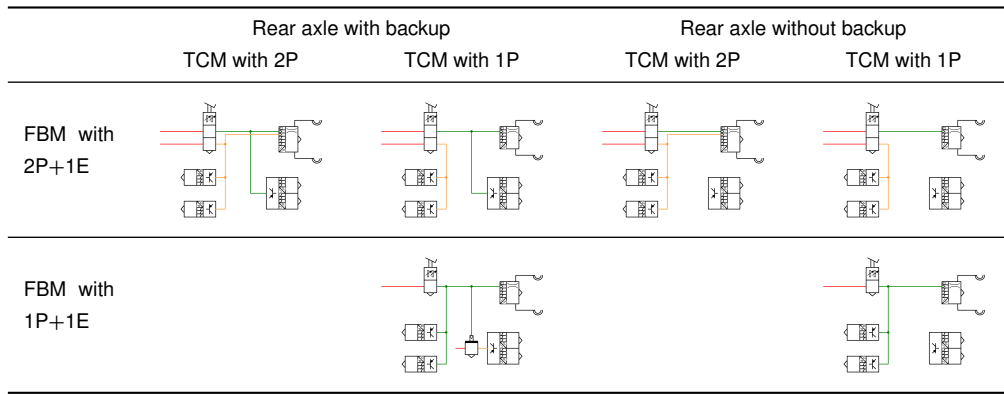 Rear axle with backup Rear axle without backup
TCM with 2P TCM with 1P TCM with 2P TCM with 1P
FBM with
2P+1E
FBM with
1P+1E